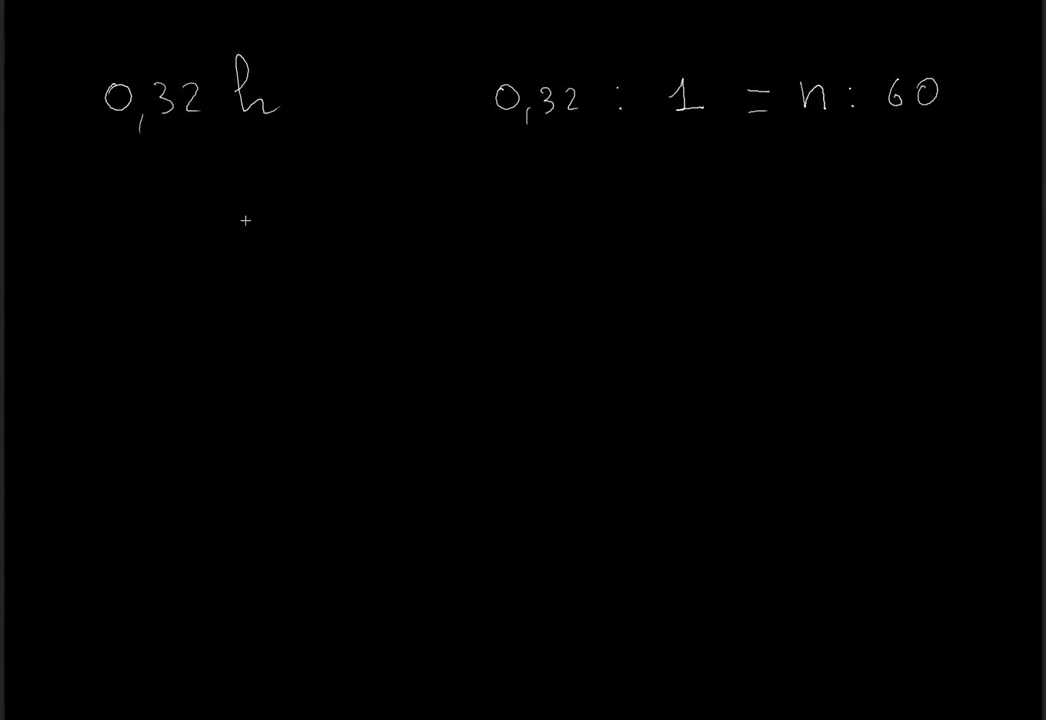 0,32 h 0,32 : 1 = n : 60